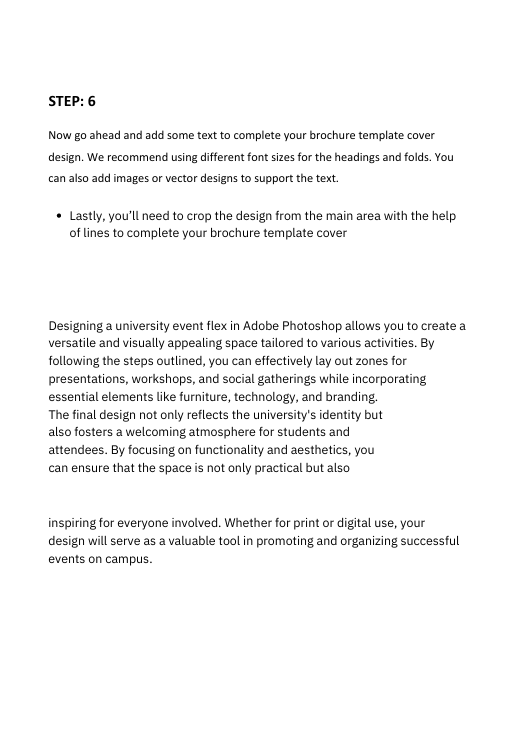 STEP: 6
Now go ahead and add some text to complete your brochure template cover
design. We recommend using different font sizes for the headings and folds. You
can also add images or vector designs to support the text.
• Lastly, you’ll need to crop the design from the main area with the help
of lines to complete your brochure template cover
Designing a university event flex in Adobe Photoshop allows you to create a
versatile and visually appealing space tailored to various activities. By
following the steps outlined, you can effectively lay out zones for
presentations, workshops, and social gatherings while incorporating
essential elements like furniture, technology, and branding.
The final design not only reflects the university's identity but
also fosters a welcoming atmosphere for students and
attendees. By focusing on functionality and aesthetics, you
can ensure that the space is not only practical but also
inspiring for everyone involved. Whether for print or digital use, your
design will serve as a valuable tool in promoting and organizing successful
events on campus.